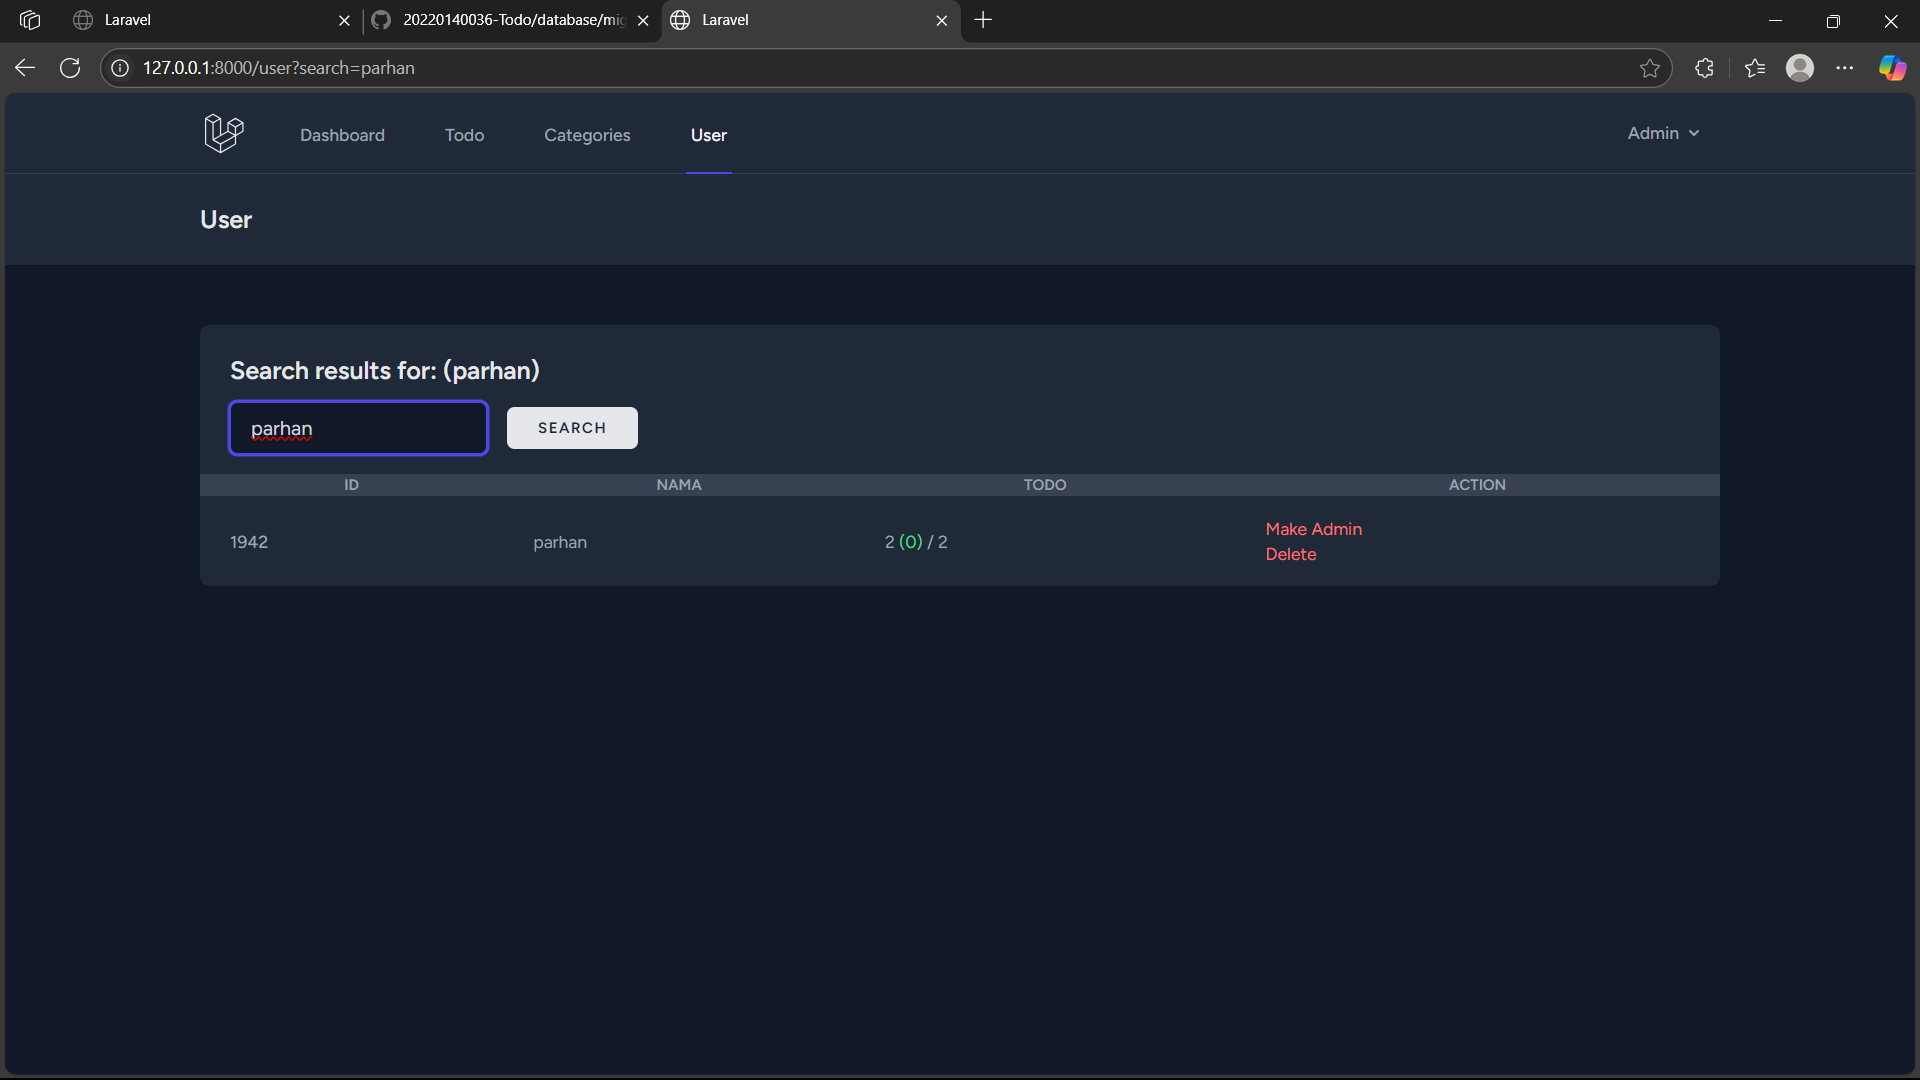 Laravel
20220140036-Todo/database/mig
Laravel
127.0.0.1:8000/user?search=parhan
Dashboard Todo Categories User Admin
User
Search results for: (parhan)
parhan SEARCH
ID NAMA TODO ACTION
1942 parhan 2 (0) / 2 Make Admin
Delete